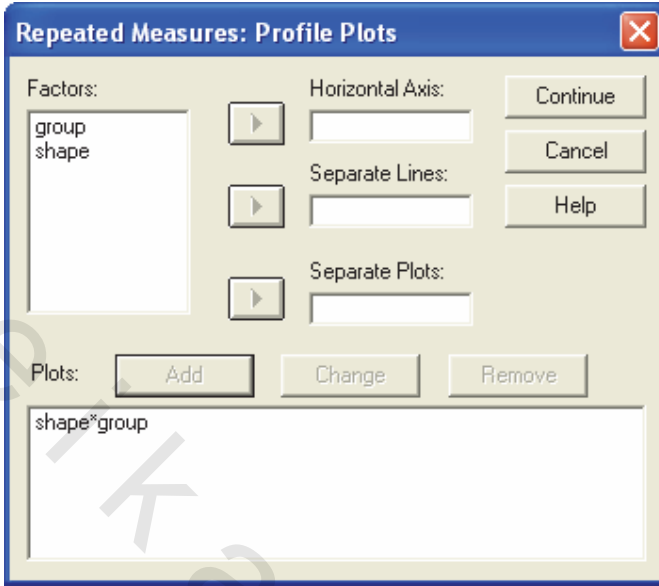 Repeated Measures: Profile Plots
Factors:
group
shape
Horizontal Axis:
Separate Lines:
Separate Plots:
Continue
Cancel
Help
Plots:
Add
Change
Remove
shape*group